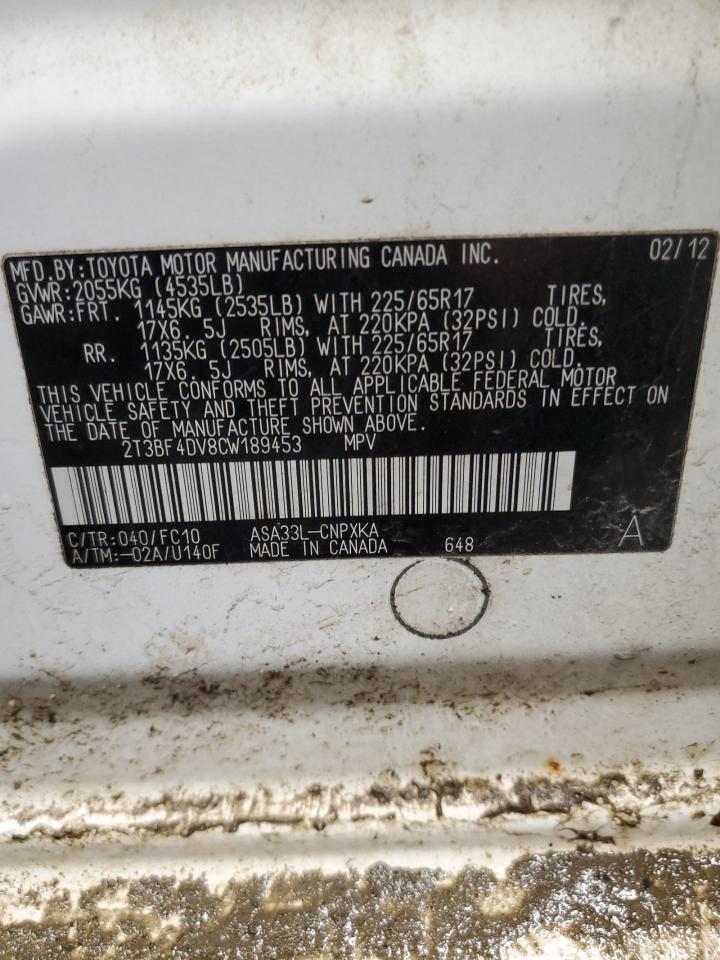 MFD.BY:TOYOTA MOTOR MANUFACTURING CANADA INC. 02/12
GVWR:2055KG (4535LB)
GAWR:FRT. 1145KG (2535LB) WITH 225/65R17 TIRES,
17X6. 5J RIMS, AT 220KPA (32PSI) COLD.
RR. 1135KG (2505LB) WITH 225/65R17 TIRES,
17X6. 5J RIMS, AT 220KPA (32PSI) COLD.
THIS VEHICLE CONFORMS TO ALL APPLICABLE FEDERAL MOTOR
VEHICLE SAFETY AND THEFT PREVENTION STANDARDS IN EFFECT ON
THE DATE OF MANUFACTURE SHOWN ABOVE.
2T3BF4DV8CW189453 MPV
C/TR:040/FC10 ASA33L-CNPXKA
A/TM:-02A/U140F MADE IN CANADA 648 A